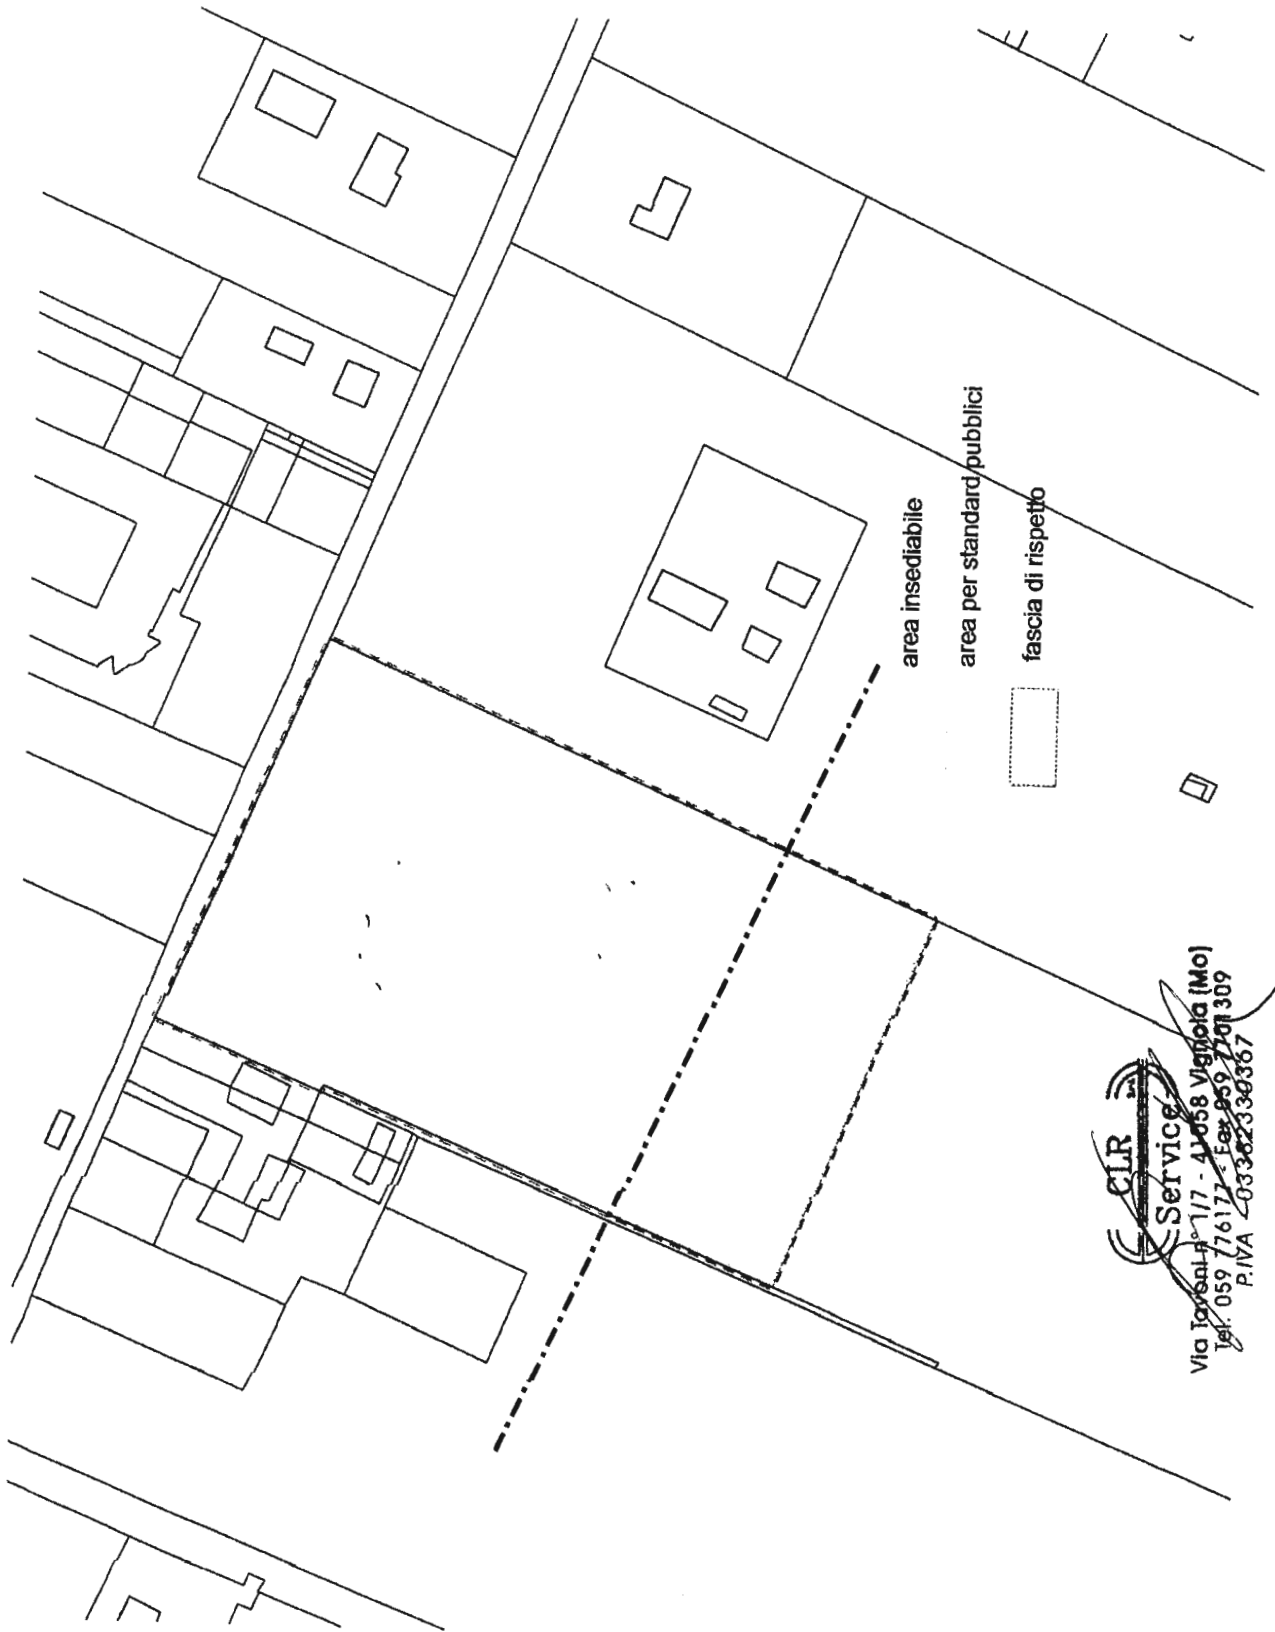 area insediabile
area per standard pubblici
fascia di rispetto
CLR
Service
Via Tavoni n° 1/7 - 41058 Vignola (Mo)
Tel. 059 776177 - Fax 059 7701309
P.IVA 03382330367